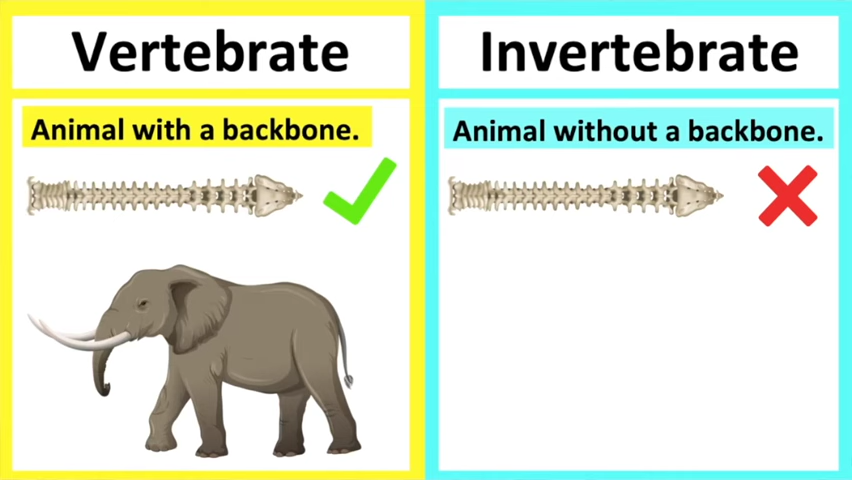 Vertebrate
Animal with a backbone.
Invertebrate
Animal without a backbone.